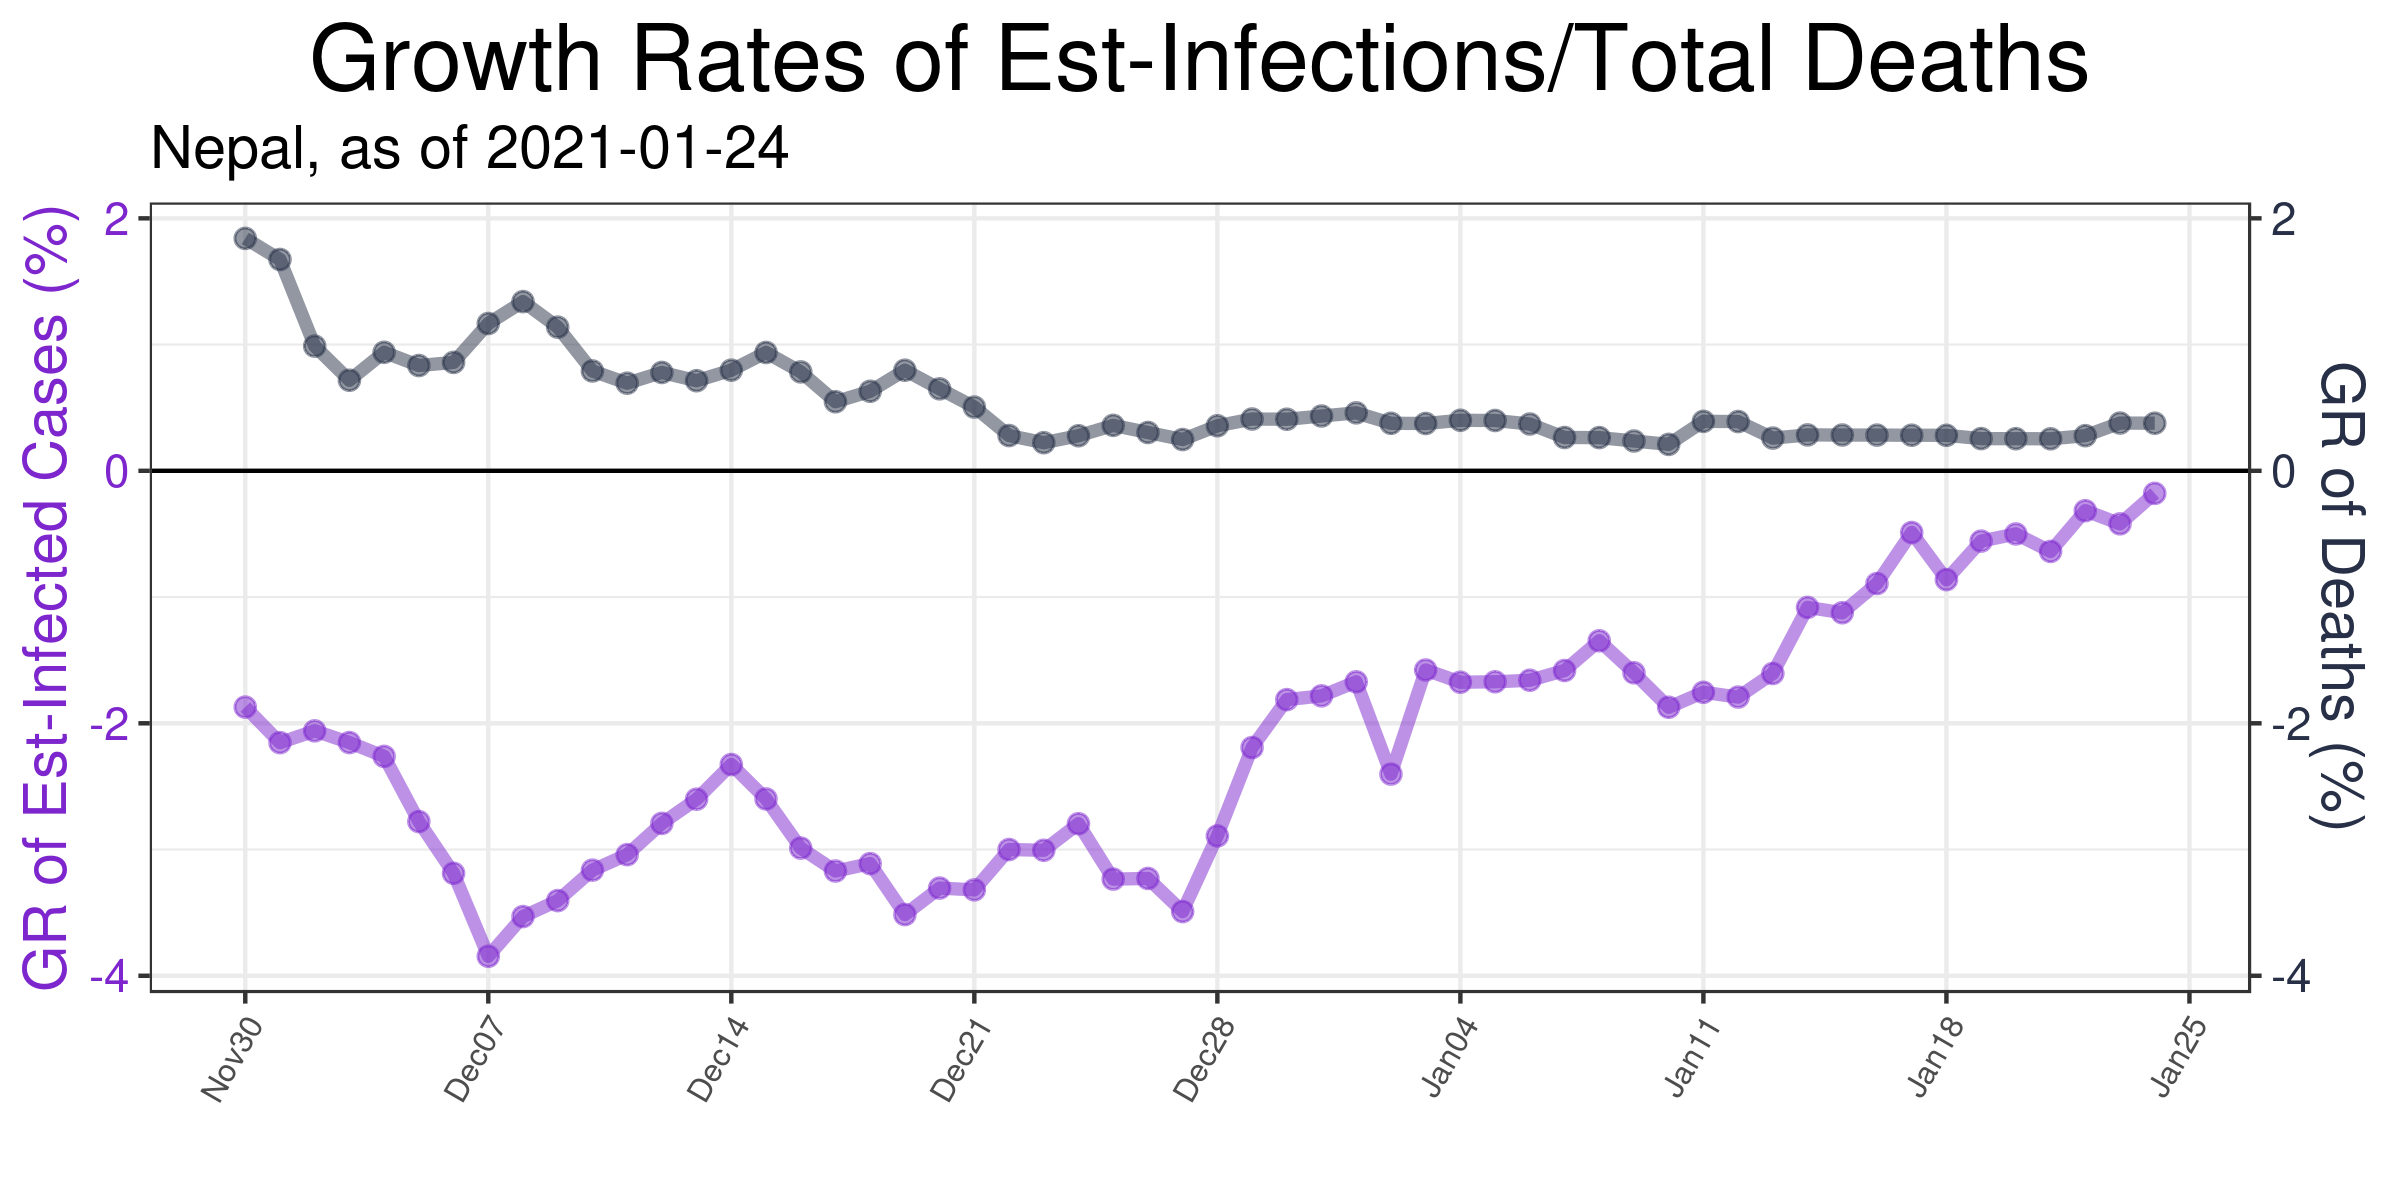 Growth Rates of Est-Infections/Total Deaths
Nepal, as of 2021-01-24
GR of Est-Infected Cases (%)
2
0
-2
-4
2
0
-2
-4
GR of Deaths (%)
Nov30
Dec07
Dec14
Dec21
Dec28
Jan04
Jan11
Jan18
Jan25